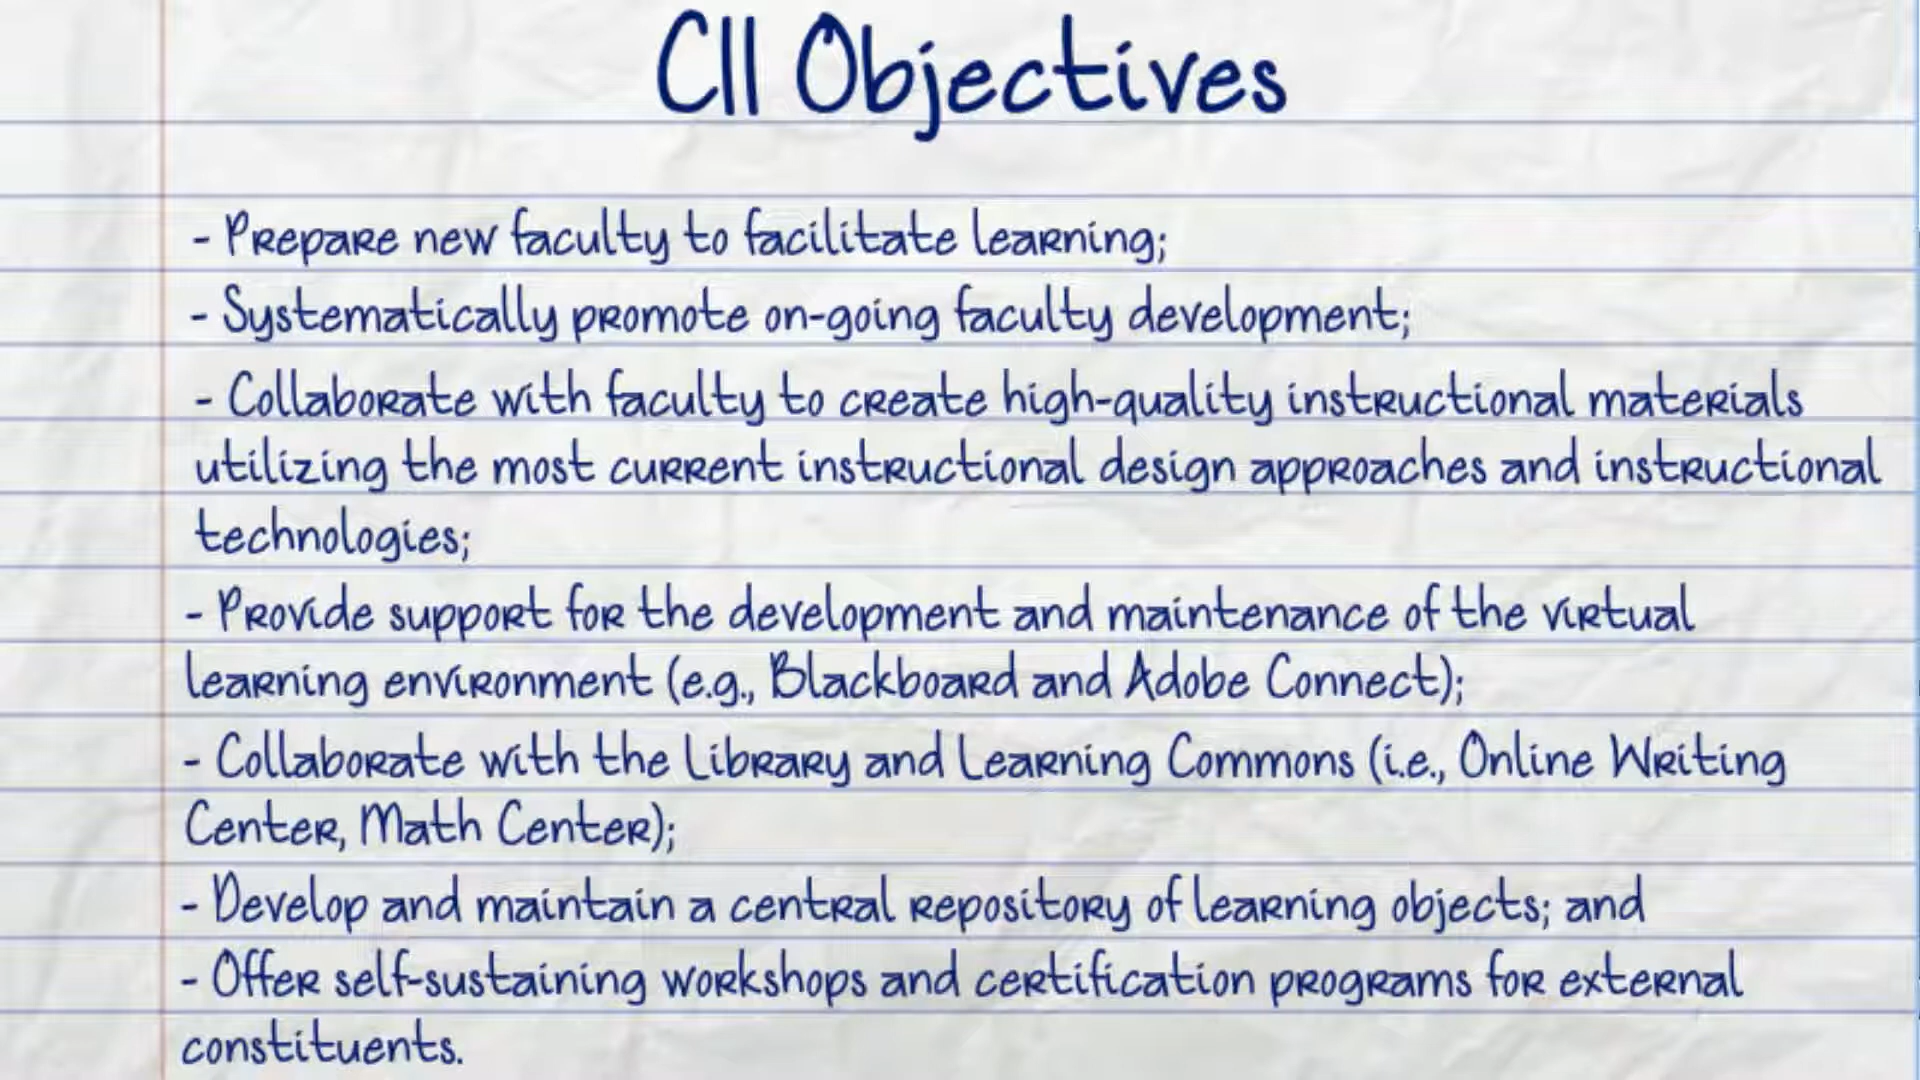 CII Objectives
- Prepare new faculty to facilitate learning;
- Systematically promote on-going faculty development;
- Collaborate with faculty to create high-quality instructional materials
utilizing the most current instructional design approaches and instructional
technologies;
- Provide support for the development and maintenance of the virtual
learning environment (e.g., Blackboard and Adobe Connect);
- Collaborate with the Library and Learning Commons (i.e., Online Writing
Center, Math Center);
- Develop and maintain a central repository of learning objects; and
- Offer self-sustaining workshops and certification programs for external
constituents.